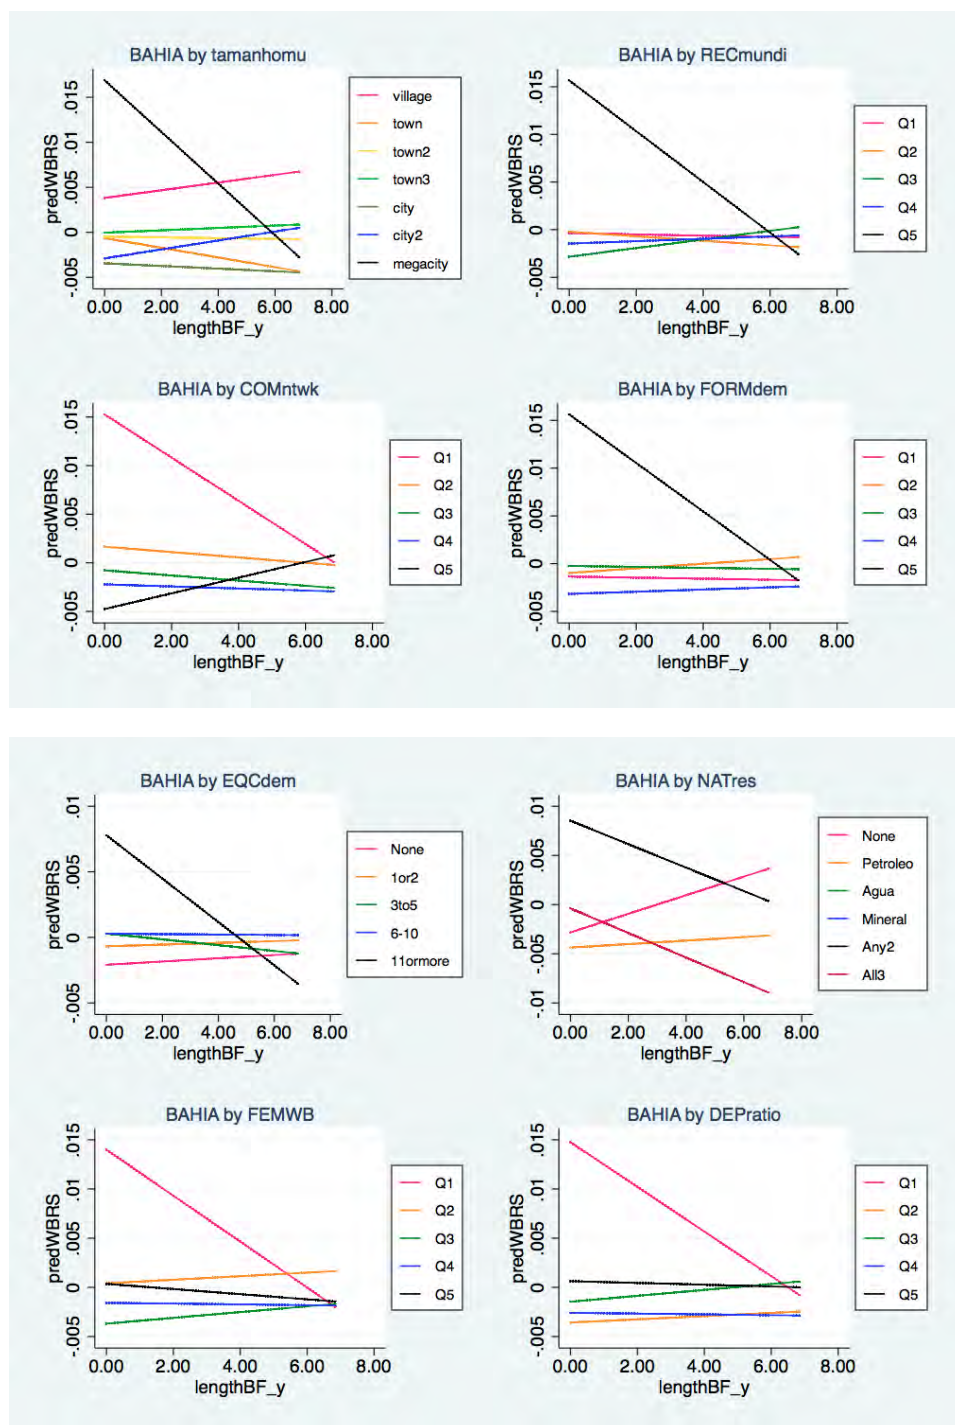 BAHIA by tamanhomu
predWBRS
.015
.01
.005
0
-.005
0.00 2.00 4.00 6.00 8.00
lengthBF_y
village
town
town2
town3
city
city2
megacity
BAHIA by RECmundi
predWBRS
.015
.01
.005
0
-.005
0.00 2.00 4.00 6.00 8.00
lengthBF_y
Q1
Q2
Q3
Q4
Q5
BAHIA by COMntwk
predWBRS
.015
.01
.005
0
-.005
0.00 2.00 4.00 6.00 8.00
lengthBF_y
Q1
Q2
Q3
Q4
Q5
BAHIA by FORMdem
predWBRS
.015
.01
.005
0
-.005
0.00 2.00 4.00 6.00 8.00
lengthBF_y
Q1
Q2
Q3
Q4
Q5
BAHIA by EQCdem
predWBRS
.01
.005
0
-.005
0.00 2.00 4.00 6.00 8.00
lengthBF_y
None
1or2
3to5
6-10
11ormore
BAHIA by NATres
predWBRS
.01
.005
0
-.005
-.01
0.00 2.00 4.00 6.00 8.00
lengthBF_y
None
Petroleo
Agua
Mineral
Any2
All3
BAHIA by FEMWB
predWBRS
.015
.01
.005
0
-.005
0.00 2.00 4.00 6.00 8.00
lengthBF_y
Q1
Q2
Q3
Q4
Q5
BAHIA by DEPratio
predWBRS
.015
.01
.005
0
-.005
0.00 2.00 4.00 6.00 8.00
lengthBF_y
Q1
Q2
Q3
Q4
Q5